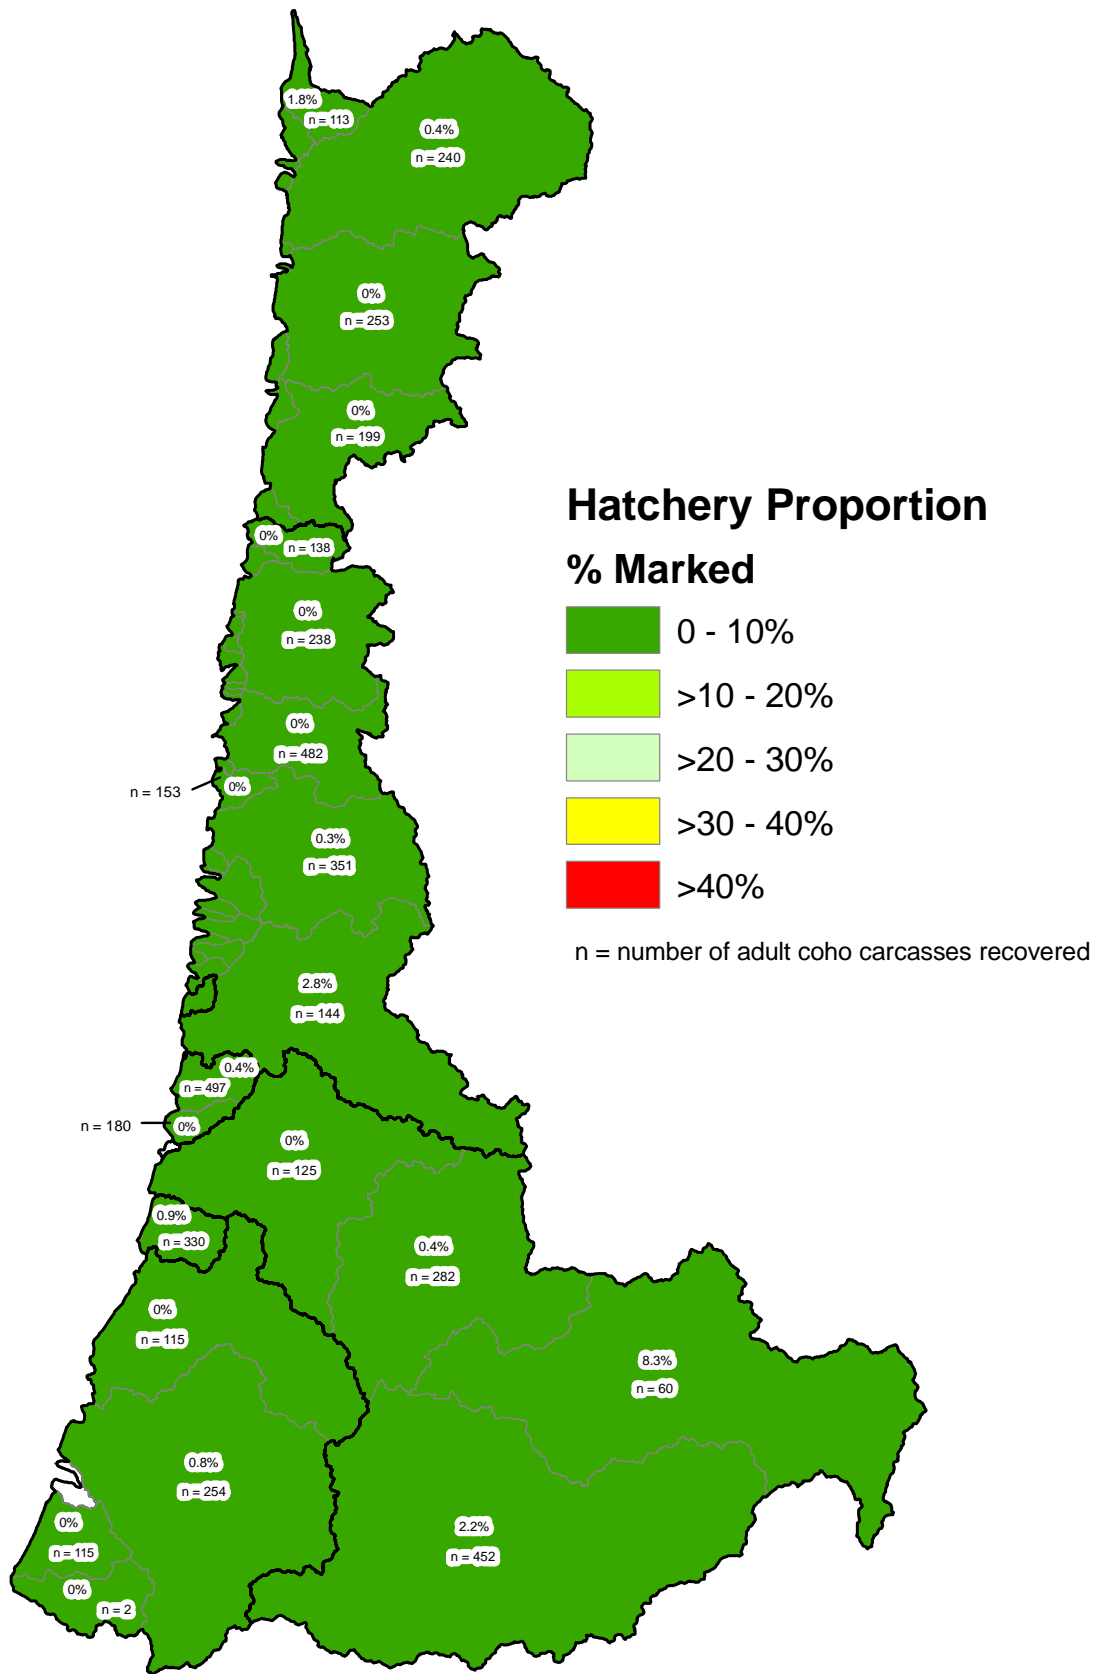 1.8%
n = 113
0.4%
n = 240
0%
n = 253
0%
n = 199
Hatchery Proportion
% Marked
0 - 10%
>10 - 20%
>20 - 30%
>30 - 40%
>40%
n = number of adult coho carcasses recovered
0%
n = 138
0%
n = 238
0%
n = 482
n = 153
0%
0.3%
n = 351
2.8%
n = 144
0.4%
n = 497
n = 180
0%
0%
n = 125
0.9%
n = 330
0.4%
n = 282
0%
n = 115
8.3%
n = 60
0.8%
n = 254
2.2%
n = 452
0%
n = 115
0%
n = 2